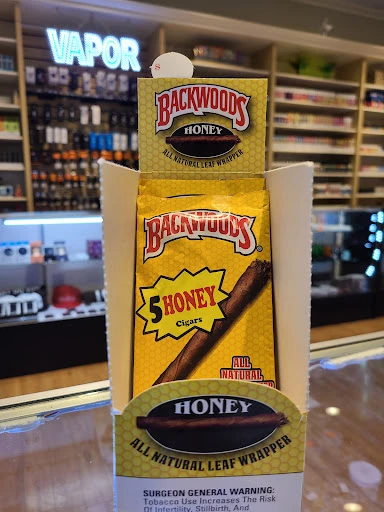 VAPOR
BACKWOODS
HONEY
ALL NATURAL LEAF WRAPPER
BACKWOODS®
5 HONEY
Cigars
ALL
NATURAL
HONEY
ALL NATURAL LEAF WRAPPER
SURGEON GENERAL WARNING:
Tobacco Use Increases The Risk
Of Infertility, Stillbirth, And